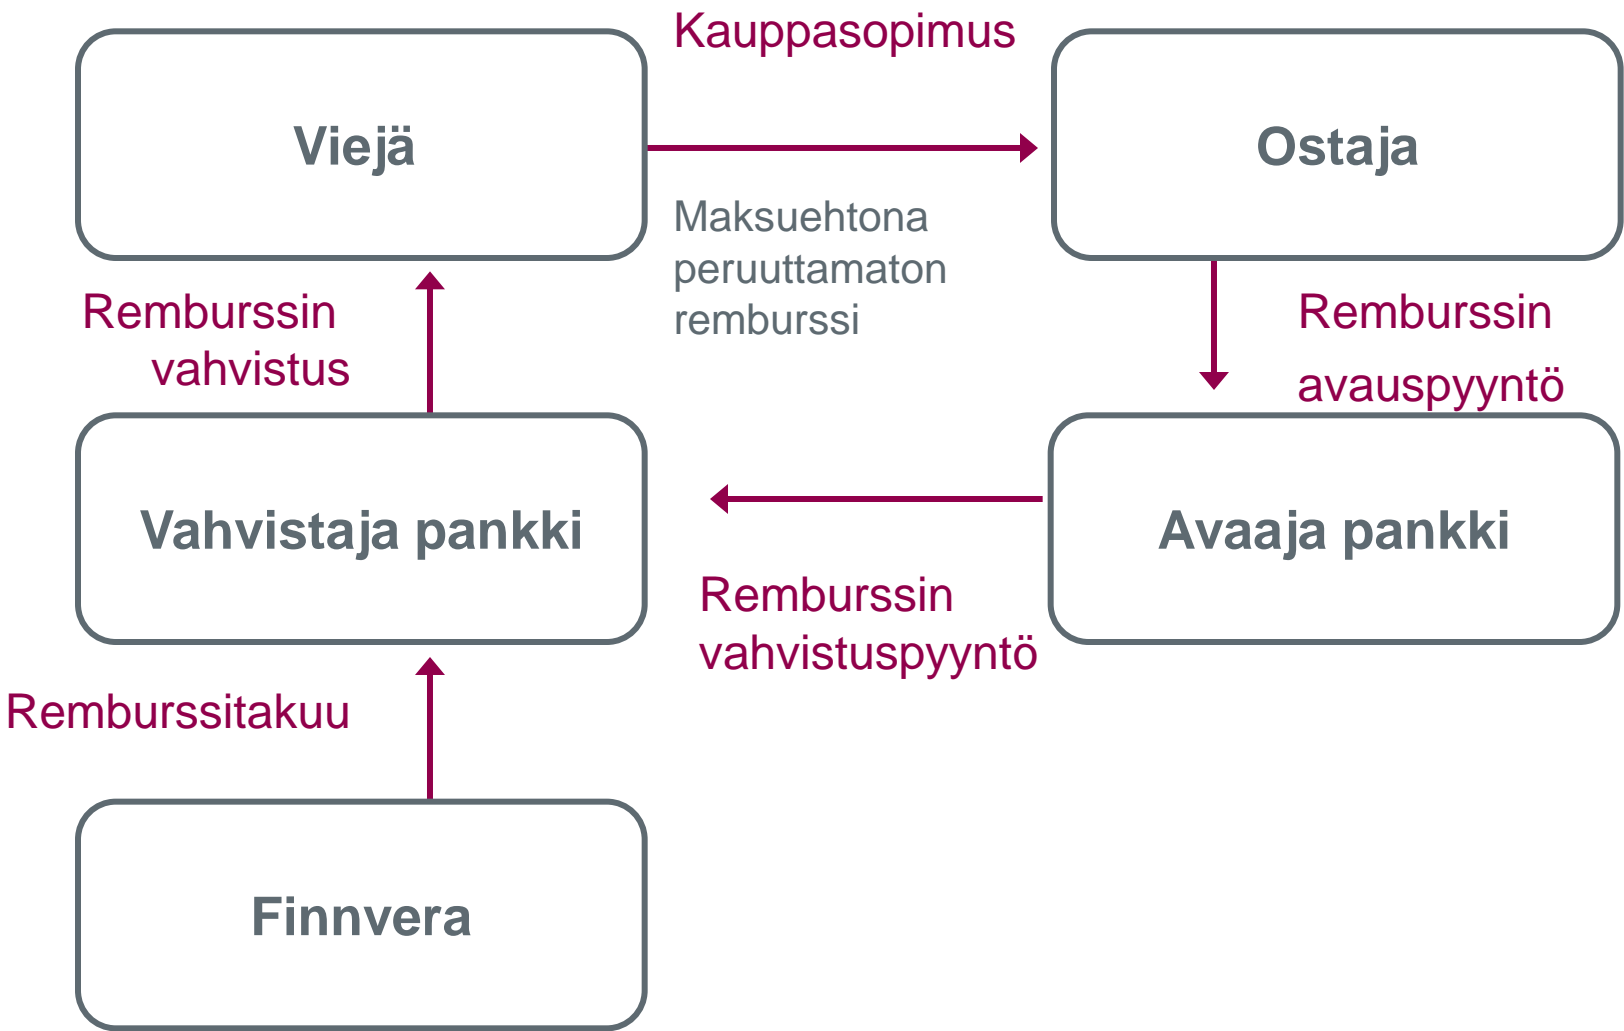 Kauppasopimus
Viejä
Ostaja
Maksuehtona
peruuttamaton
remburssi
Remburssin
vahvistus
Remburssin
avauspyyntö
Vahvistaja pankki
Avaaja pankki
Remburssin
vahvistuspyyntö
Remburssitakuu
Finnvera